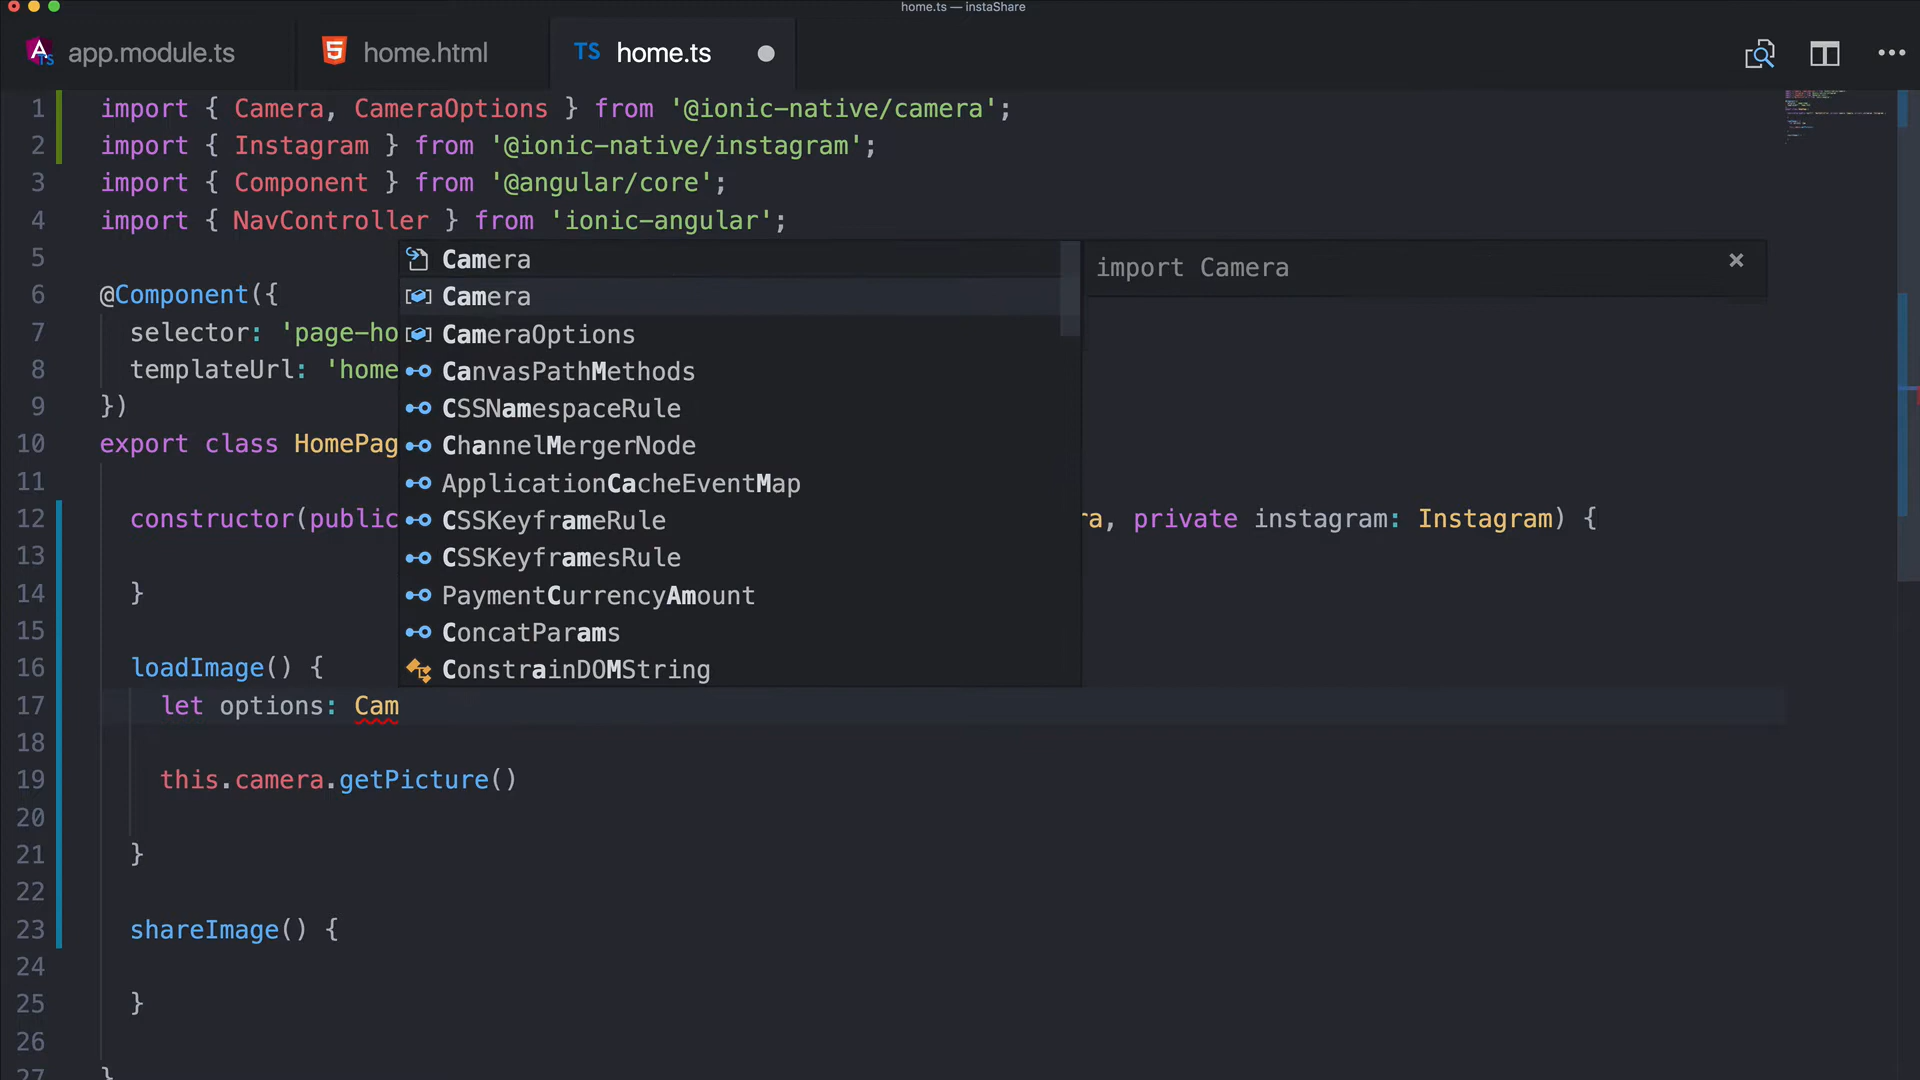 home.ts — instaShare
app.module.ts
home.html
TS home.ts
1 import { Camera, CameraOptions } from '@ionic-native/camera';
2 import { Instagram } from '@ionic-native/instagram';
3 import { Component } from '@angular/core';
4 import { NavController } from 'ionic-angular';
5
6 @Component({
7 selector: 'page-ho
8 templateUrl: 'home
9 })
10 export class HomePag
11
12 constructor(public ra, private instagram: Instagram) {
13
14 }
15
16 loadImage() {
17 let options: Cam
18
19 this.camera.getPicture()
20
21 }
22
23 shareImage() {
24
25 }
26
27 }
Camera
Camera
CameraOptions
CanvasPathMethods
CSSNamespaceRule
ChannelMergerNode
ApplicationCacheEventMap
CSSKeyframeRule
CSSKeyframesRule
PaymentCurrencyAmount
ConcatParams
ConstrainDOMString
import Camera